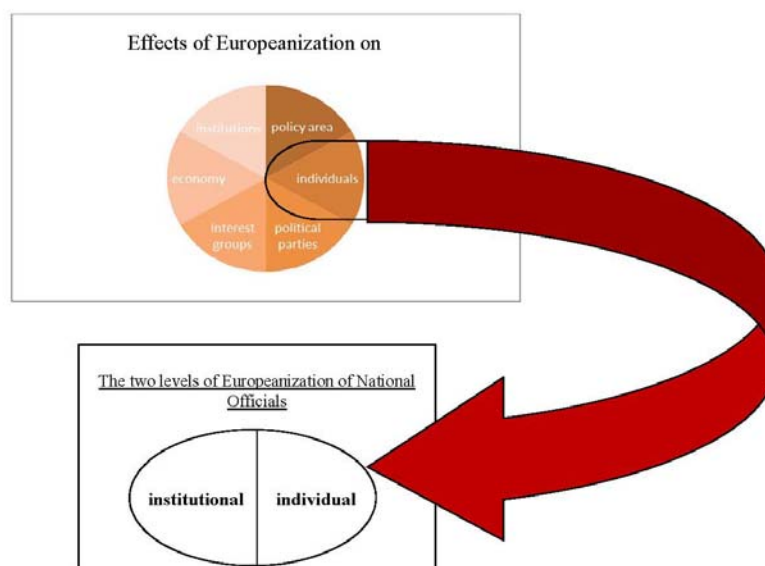 Effects of Europeanization on
institutions
policy area
economy
individuals
interest
groups
political
parties
The two levels of Europeanization of National
Officials
institutional
individual